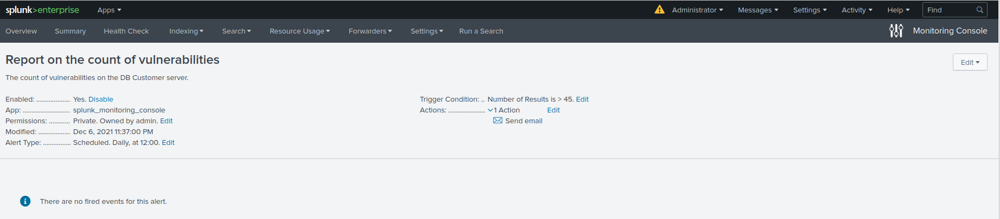 splunk>enterprise Apps Administrator Messages Settings Activity Help Find
Overview Summary Health Check Indexing Search Resource Usage Forwarders Settings Run a Search Monitoring Console
Report on the count of vulnerabilities
Edit
The count of vulnerabilities on the DB Customer server.
Enabled: .................... Yes. Disable
App: ............................ splunk_monitoring_console
Permissions: ............ Private. Owned by admin. Edit
Modified: ................... Dec 6, 2021 11:37:00 PM
Alert Type: ................ Scheduled. Daily, at 12:00. Edit
Trigger Condition: .. Number of Results is > 45. Edit
Actions: ...................... 1 Action Edit
Send email
There are no fired events for this alert.